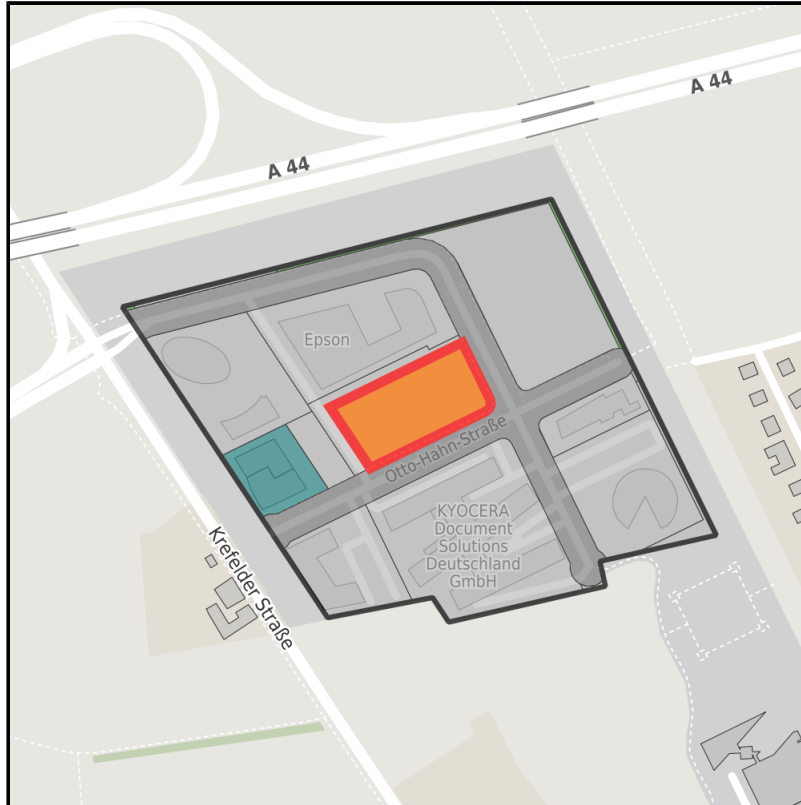 A 44
A 44
Epson
Otto-Hahn-Straße
KYOCERA
Document
Solutions
Deutschland
GmbH
Krefelder Straße